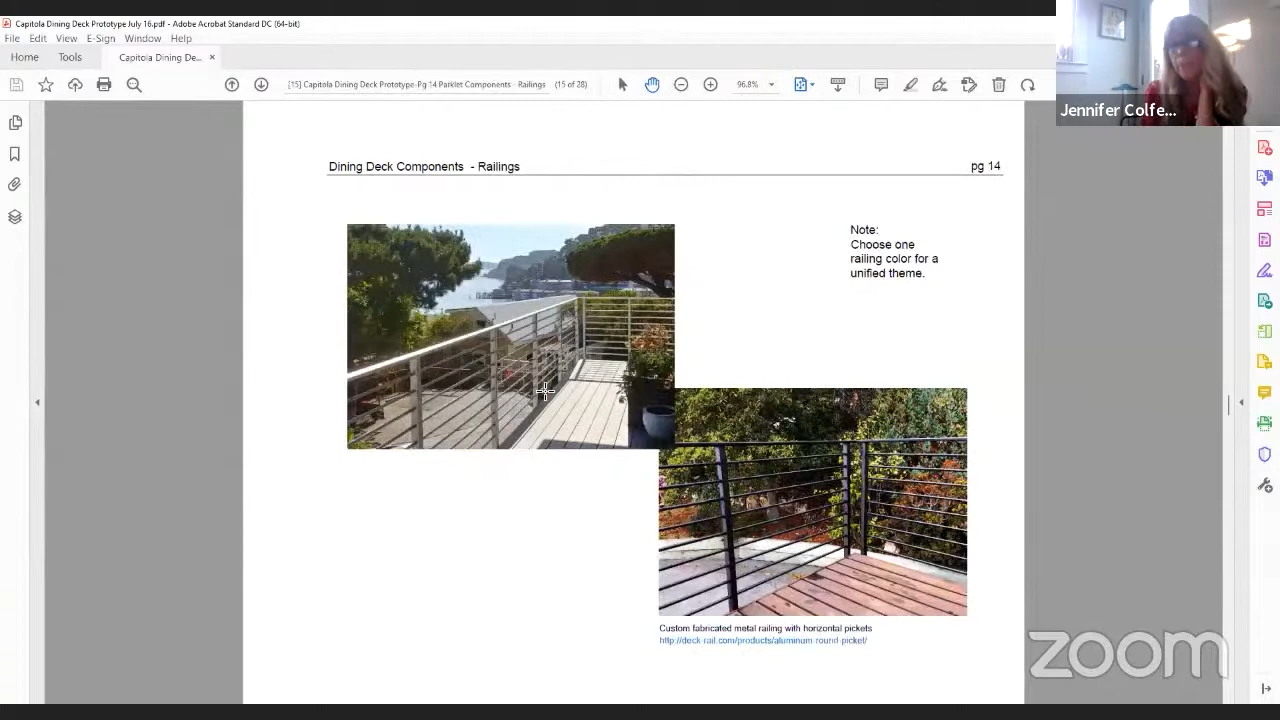 Capitola Dining Deck Prototype July 16.pdf - Adobe Acrobat Standard DC (64-bit)
File Edit View E-Sign Window Help
Home Tools Capitola Dining De... ×
[15] Capitola Dining Deck Prototype-Pg 14 Parklet Components - Railings (15 of 28) 96.8%
Jennifer Colfe...
Dining Deck Components - Railings pg 14
Note:
Choose one
railing color for a
unified theme.
Custom fabricated metal railing with horizontal pickets
http://deck-rail.com/products/aluminum-round-picket/
zoom